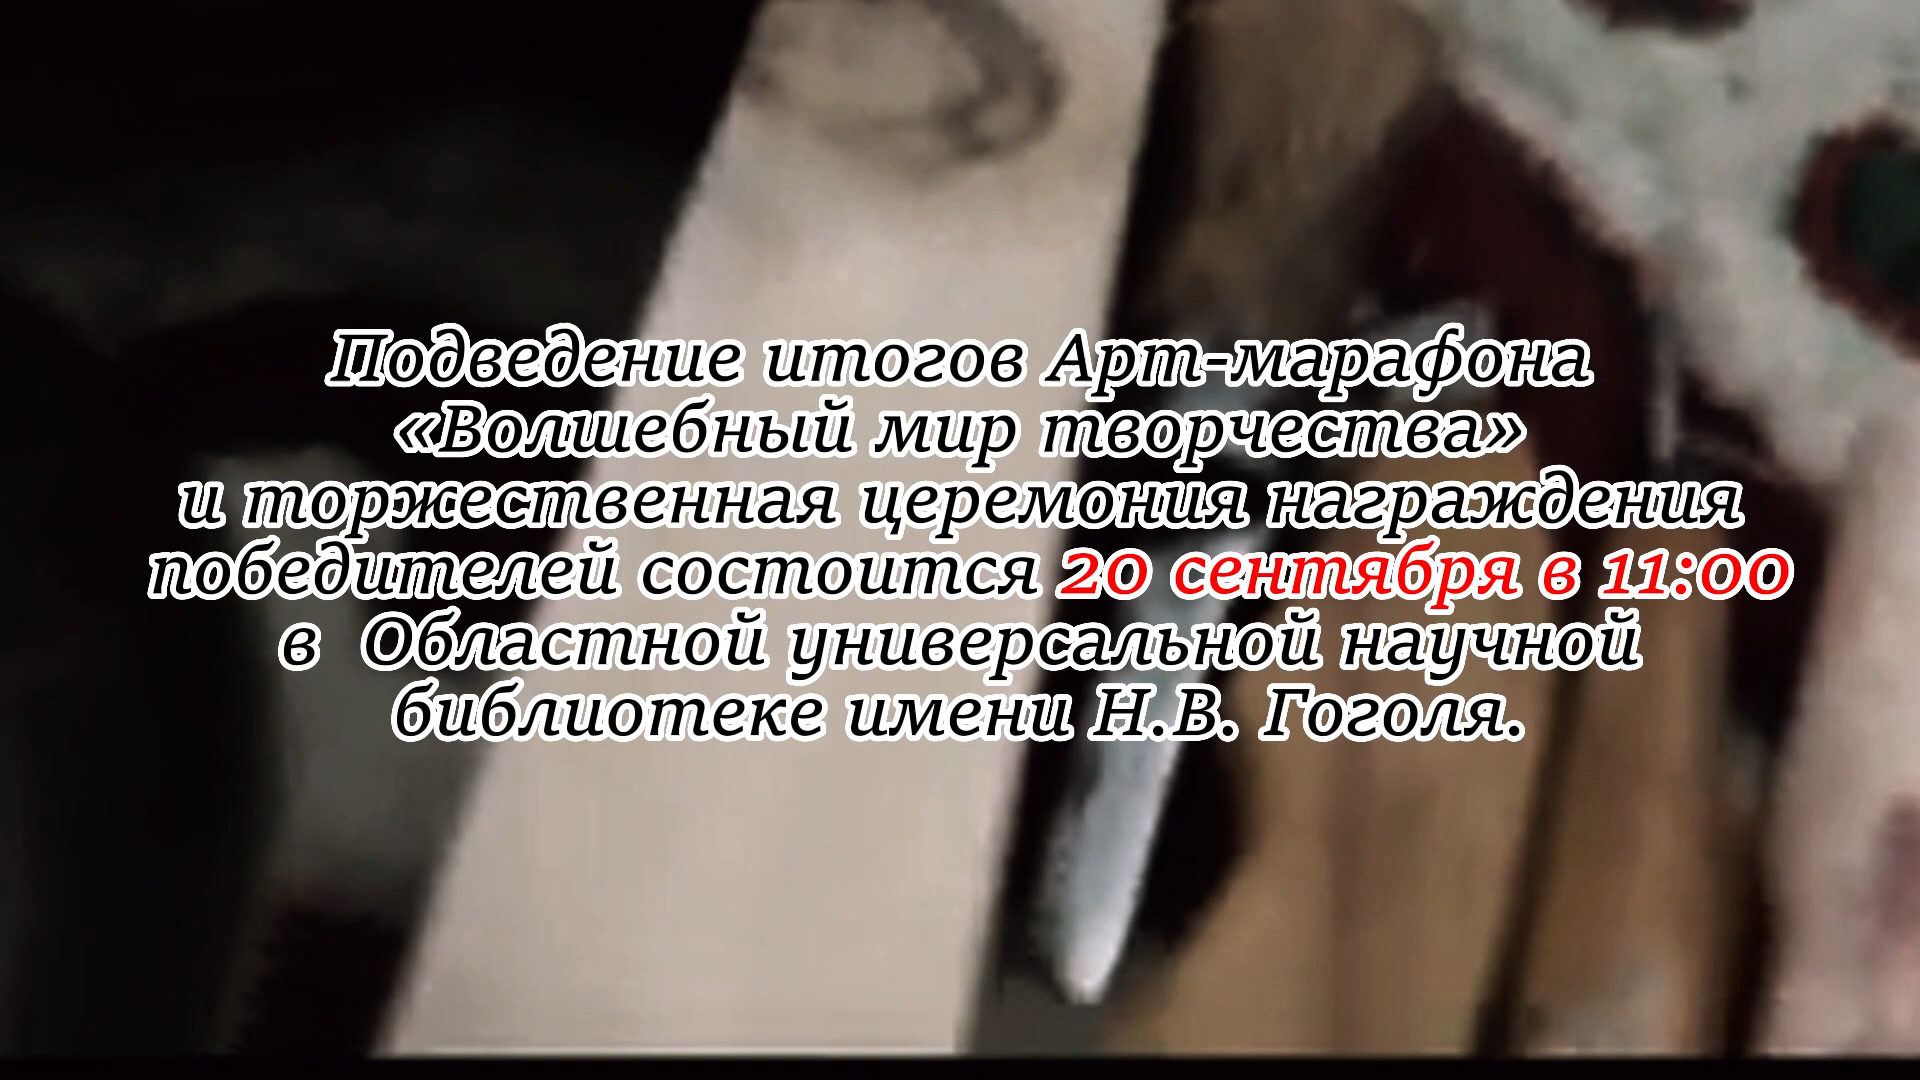 Подведение итогов Арт-марафона
«Волшебный мир творчества»
и торжественная церемония награждения
победителей состоится 20 сентября в 11:00
в Областной универсальной научной
библиотеке имени Н.В. Гоголя.